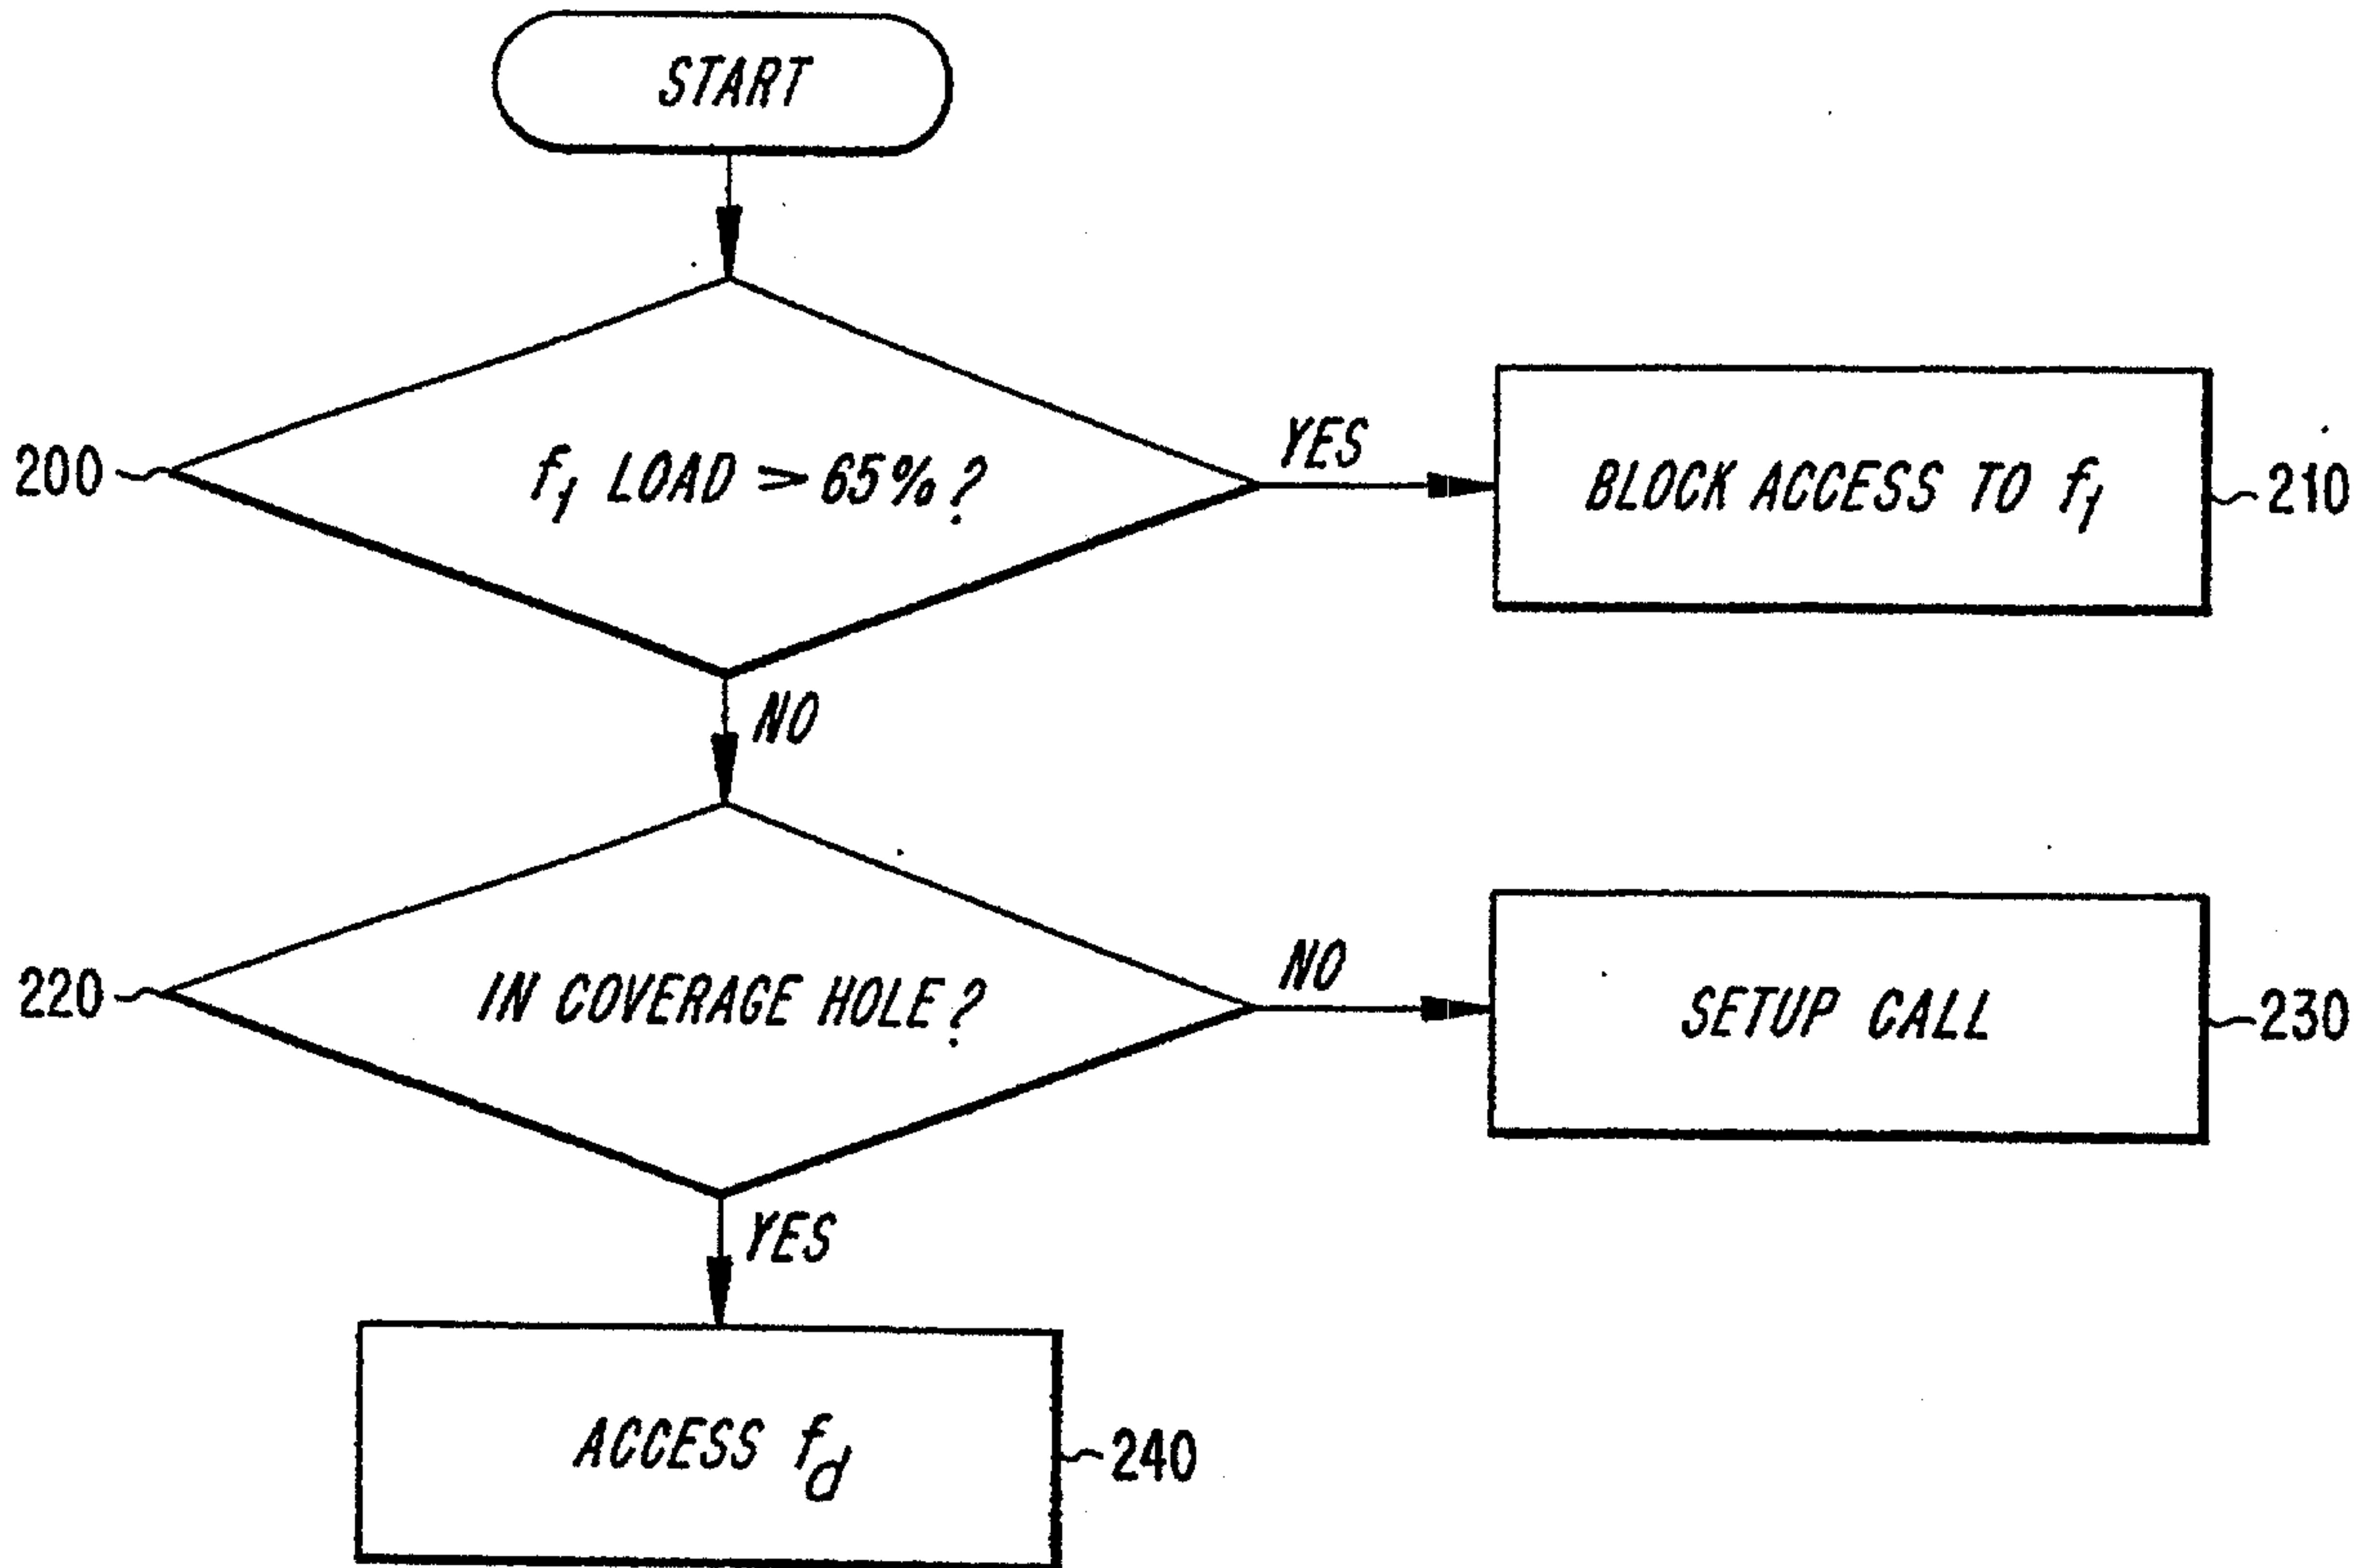 START
200
f₁ LOAD > 65%?
YES
BLOCK ACCESS TO f₁
210
NO
220
IN COVERAGE HOLE?
NO
SETUP CALL
230
YES
ACCESS f_d
240